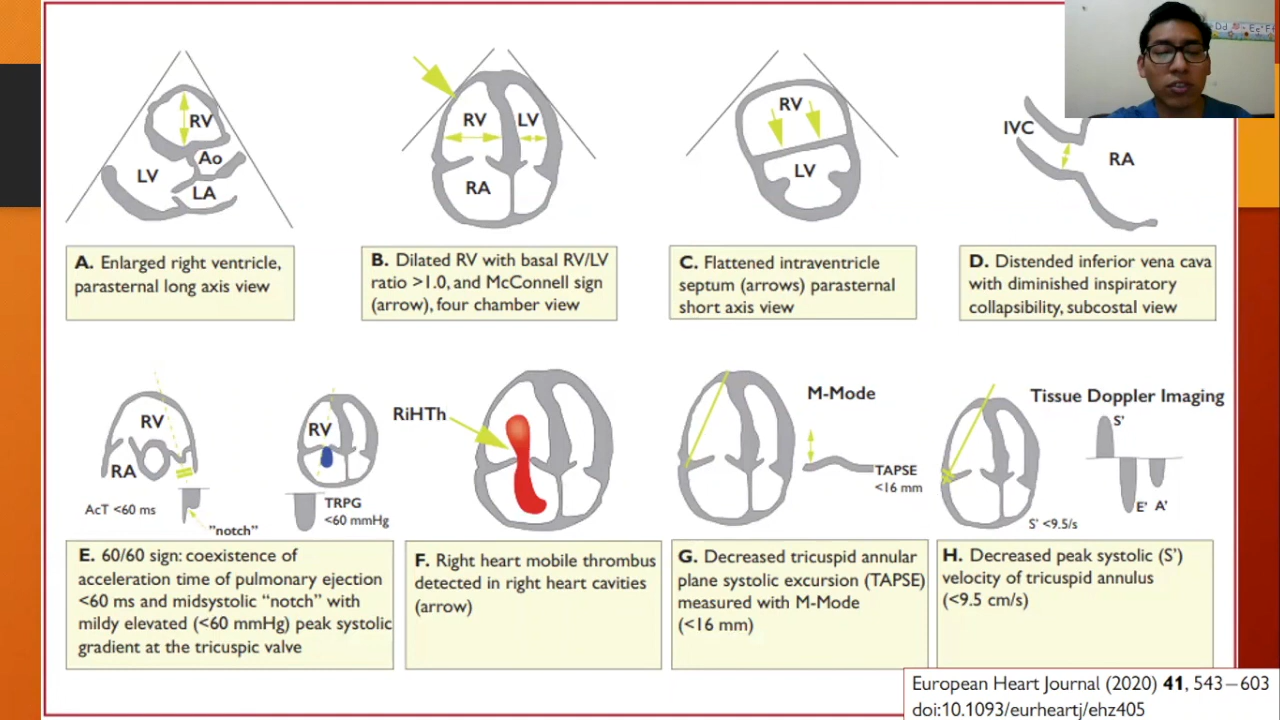 RV
Ao
LV
LA
A. Enlarged right ventricle,
parasternal long axis view
RV
LV
RA
B. Dilated RV with basal RV/LV
ratio >1.0, and McConnell sign
(arrow), four chamber view
RV
LV
C. Flattened intraventricle
septum (arrows) parasternal
short axis view
IVC
RA
D. Distended inferior vena cava
with diminished inspiratory
collapsibility, subcostal view
RV
RA
AcT <60 ms
"notch"
RV
TRPG
<60 mmHg
E. 60/60 sign: coexistence of
acceleration time of pulmonary ejection
<60 ms and midsystolic “notch” with
mildy elevated (<60 mmHg) peak systolic
gradient at the tricuspic valve
RiHTh
F. Right heart mobile thrombus
detected in right heart cavities
(arrow)
M-Mode
TAPSE
<16 mm
G. Decreased tricuspid annular
plane systolic excursion (TAPSE)
measured with M-Mode
(<16 mm)
Tissue Doppler Imaging
S’
E’ A’
S’ <9.5/s
H. Decreased peak systolic (S’)
velocity of tricuspid annulus
(<9.5 cm/s)
European Heart Journal (2020) 41, 543–603
doi:10.1093/eurheartj/ehz405
Dd
Ee Ff